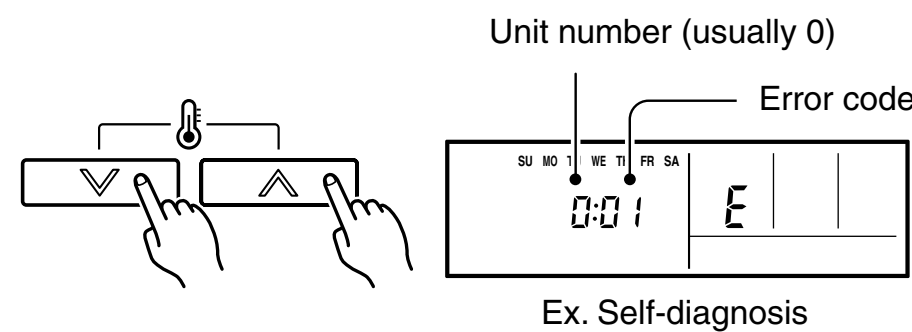 Unit number (usually 0)
Error code
SU MO TU WE TH FR SA
0:01 E
Ex. Self-diagnosis